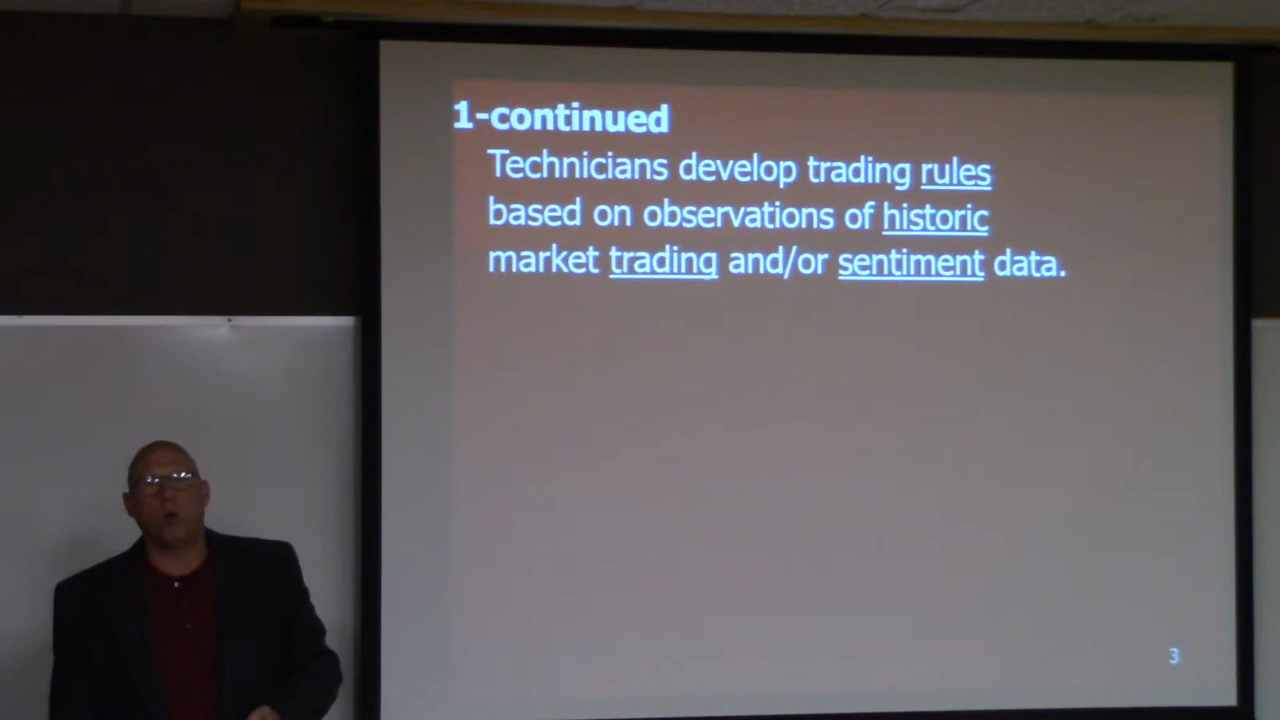 1-continued
Technicians develop trading rules
based on observations of historic
market trading and/or sentiment data.
3